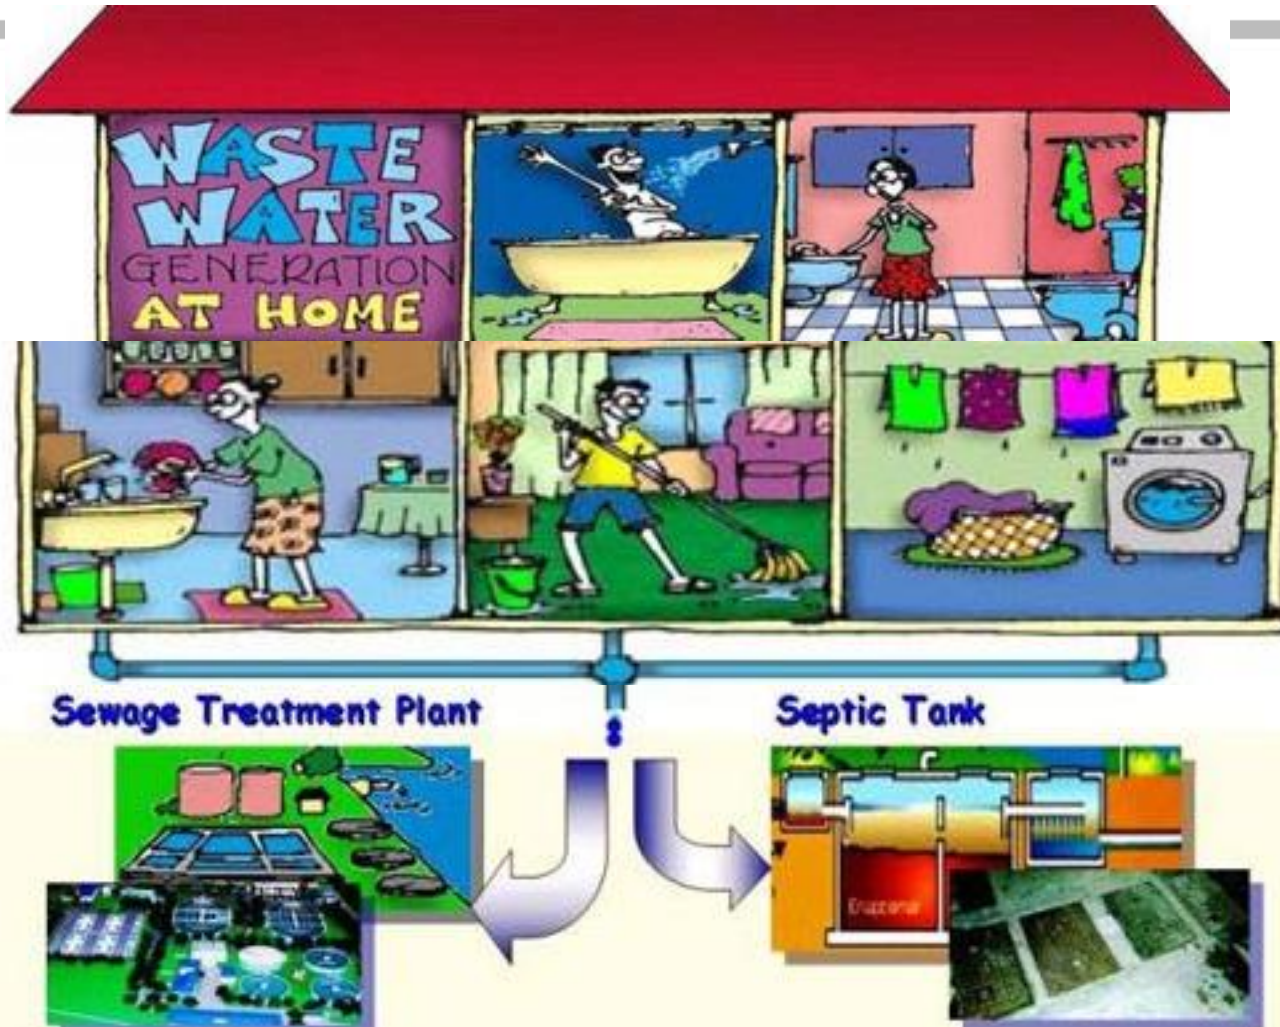 WASTE
WATER
GENERATION
AT HOME
Sewage Treatment Plant
Septic Tank